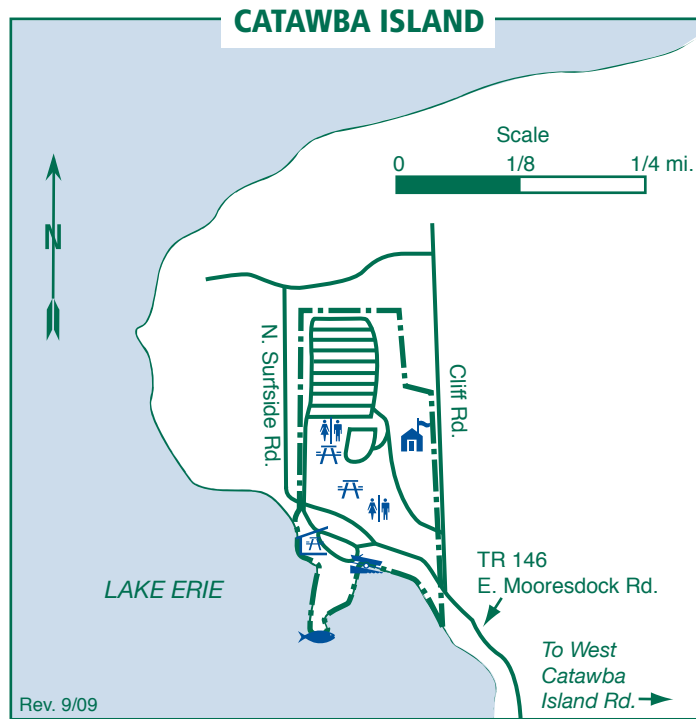 CATAWBA ISLAND
Scale
0 1/8 1/4 mi.
N
N. Surfside Rd.
Cliff Rd.
TR 146
E. Mooresdock Rd.
LAKE ERIE
To West
Catawba
Island Rd.
Rev. 9/09